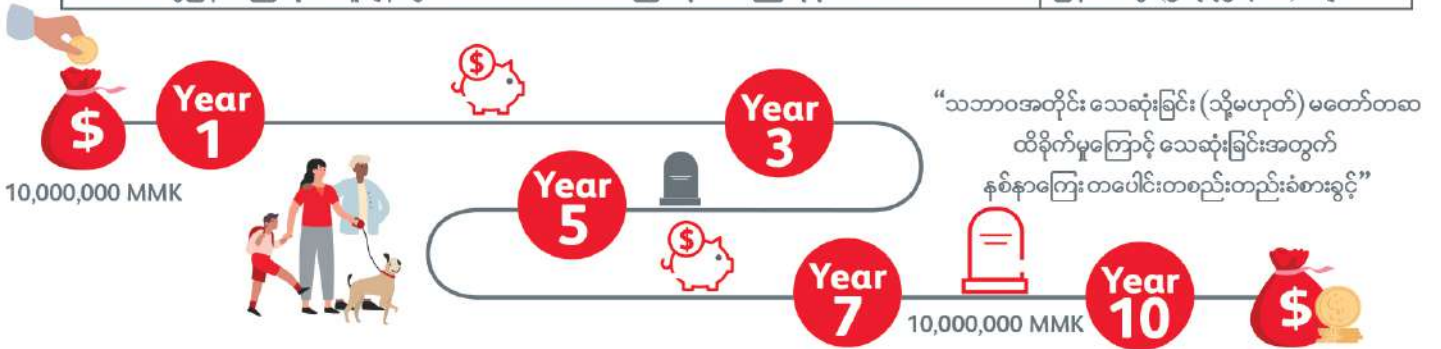 Year
1
Year
3
“သဘာဝအတိုင်း သေဆုံးခြင်း (သို့မဟုတ်) မတော်တဆ
ထိခိုက်မှုကြောင့် သေဆုံးခြင်းအတွက်
နစ်နာကြေး တပေါင်းတစည်းတည်းခံစားခွင့်”
10,000,000 MMK
Year
5
Year
7
10,000,000 MMK
Year
10